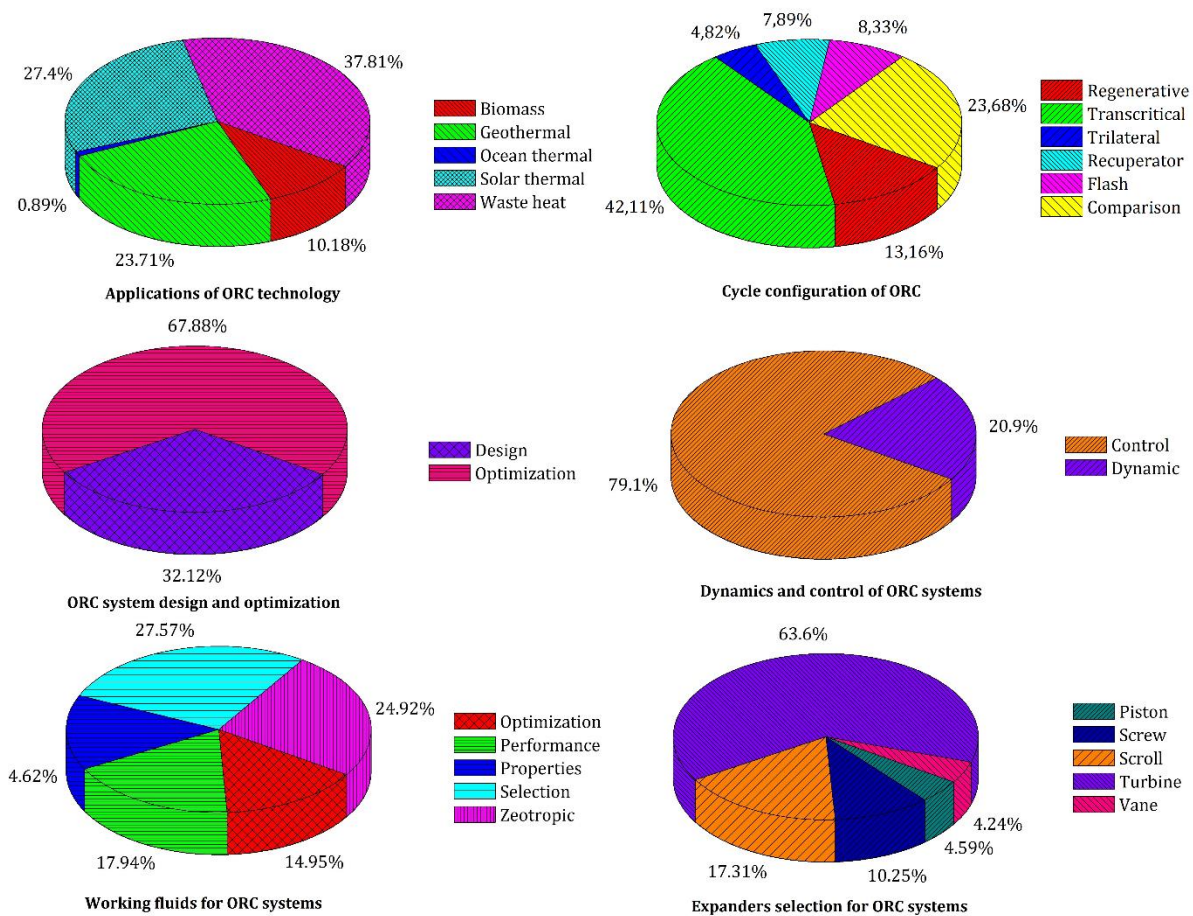 4,82%
7,89%
8,33%
27.4%
37.81%
Biomass
Geothermal
Ocean thermal
Solar thermal
Waste heat
0.89%
23.71%
10.18%
Applications of ORC technology
23,68%
Regenerative
Transcritical
Trilateral
Recuperator
Flash
Comparison
42,11%
13,16%
Cycle configuration of ORC
67.88%
Design
Optimization
32.12%
ORC system design and optimization
20.9%
Control
Dynamic
79.1%
Dynamics and control of ORC systems
27.57%
24.92%
Optimization
Performance
Properties
Selection
Zeotropic
4.62%
17.94%
14.95%
Working fluids for ORC systems
63.6%
Piston
Screw
Scroll
Turbine
Vane
4.24%
4.59%
17.31%
10.25%
Expanders selection for ORC systems